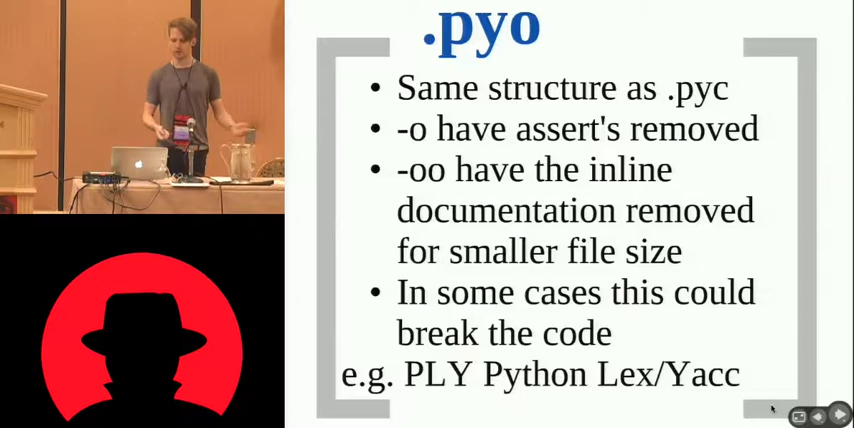 .pyo
• Same structure as .pyc
• -o have assert's removed
• -oo have the inline
documentation removed
for smaller file size
• In some cases this could
break the code
e.g. PLY Python Lex/Yacc